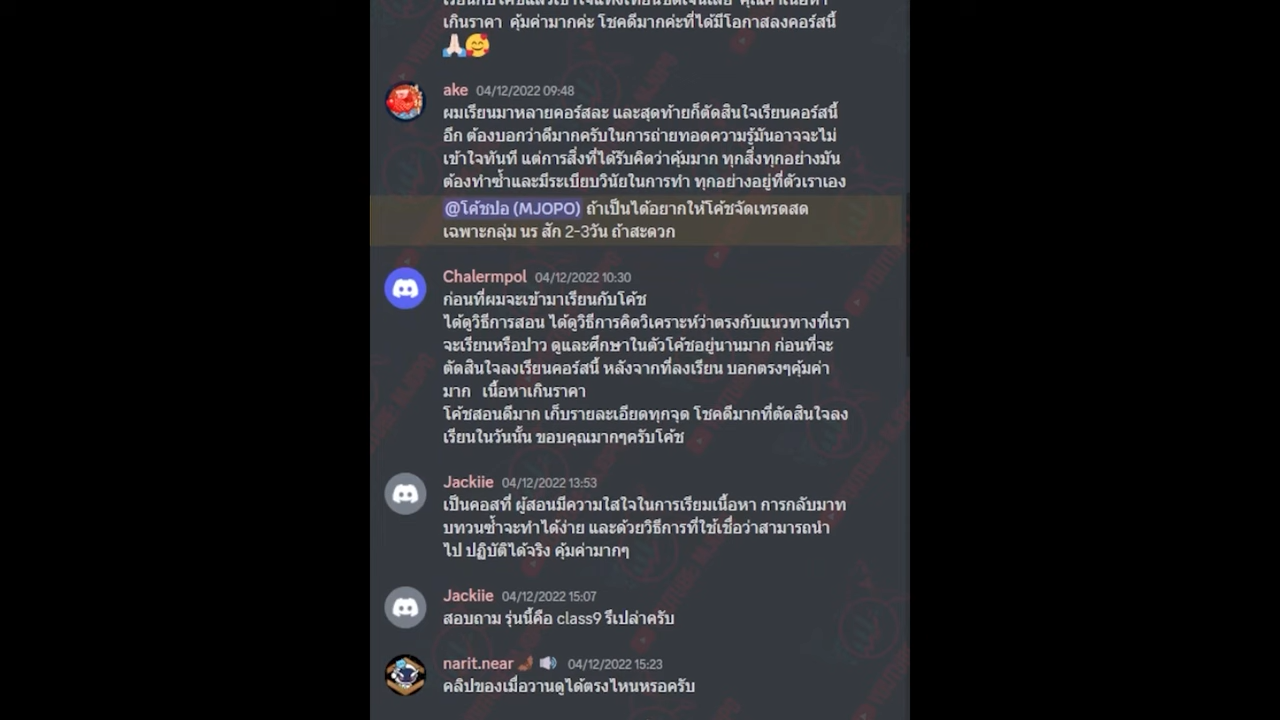 เกินราคา คุ้มค่ามากค่ะ โชคดีมากค่ะที่ได้มีโอกาสลงคอร์สนี้
🙏🏻🥰
ake 04/12/2022 09:48
ผมเรียนมาหลายคอร์สละ และสุดท้ายก็ตัดสินใจเรียนคอร์สนี้
อีก ต้องบอกว่าดีมากครับในการถ่ายทอดความรู้มันอาจจะไม่
เข้าใจทันที แต่การสิ่งที่ได้รับคิดว่าคุ้มมาก ทุกสิ่งทุกอย่างมัน
ต้องทำซ้ำและมีระเบียบวินัยในการทำ ทุกอย่างอยู่ที่ตัวเราเอง
@โค้ชปอ (MJOPO) ถ้าเป็นได้อยากให้โค้ชจัดเทรดสด
เฉพาะกลุ่ม นร สัก 2-3วัน ถ้าสะดวก
Chalermpol 04/12/2022 10:30
ก่อนที่ผมจะเข้ามาเรียนกับโค้ช
ได้ดูวิธีการสอน ได้ดูวิธีการคิดวิเคราะห์ว่าตรงกับแนวทางที่เรา
จะเรียนหรือปาว ดูและศึกษาในตัวโค้ชอยู่นานมาก ก่อนที่จะ
ตัดสินใจลงเรียนคอร์สนี้ หลังจากที่ลงเรียน บอกตรงๆคุ้มค่า
มาก เนื้อหาเกินราคา
โค้ชสอนดีมาก เก็บรายละเอียดทุกจุด โชคดีมากที่ตัดสินใจลง
เรียนในวันนั้น ขอบคุณมากๆครับโค้ช
Jackiie 04/12/2022 13:53
เป็นคอสที่ ผู้สอนมีความใสใจในการเรียมเนื้อหา การกลับมาท
บทวนซ้ำจะทำได้ง่าย และด้วยวิธีการที่ใช้เชื่อว่าสามารถนำ
ไป ปฏิบัติได้จริง คุ้มค่ามากๆ
Jackiie 04/12/2022 15:07
สอบถาม รุ่นนี้คือ class9 รึเปล่าครับ
narit.near 04/12/2022 15:23
คลิปของเมื่อวานดูได้ตรงไหนหรอครับ